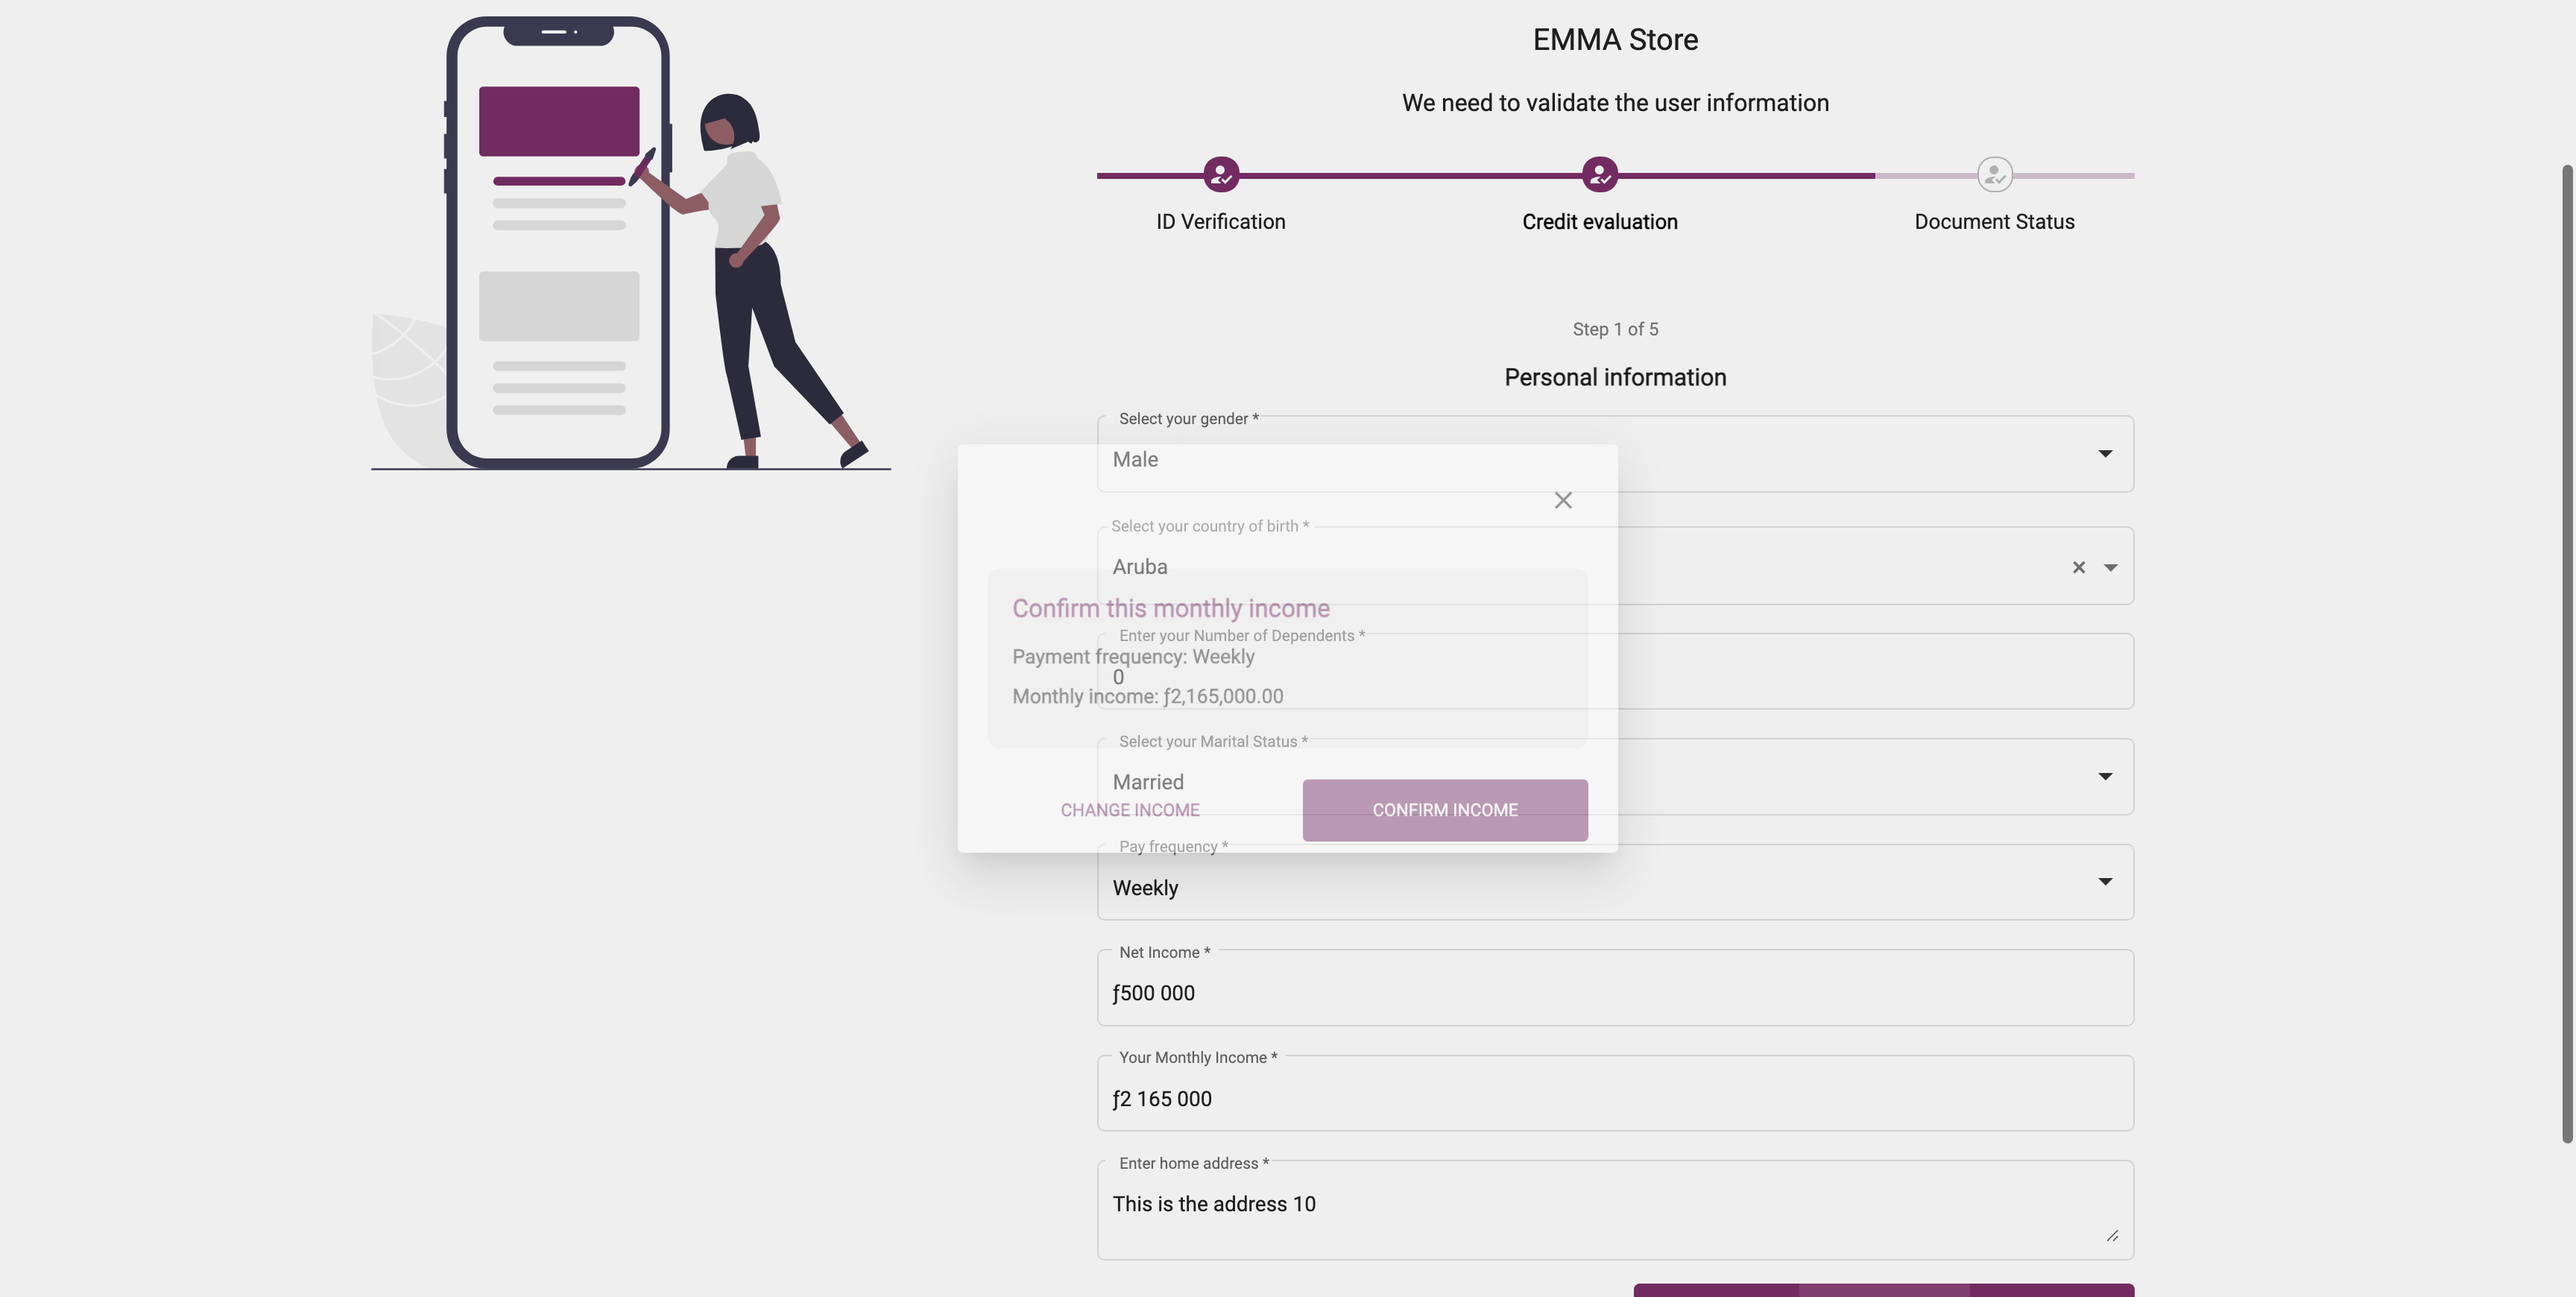 EMMA Store
We need to validate the user information
ID Verification
Credit evaluation
Document Status
Step 1 of 5
Personal information
Select your gender *
Male
Select your country of birth *
Aruba
Confirm this monthly income
Enter your Number of Dependents *
Payment frequency: Weekly
0
Monthly income: ƒ2,165,000.00
Select your Marital Status *
Married
CHANGE INCOME
CONFIRM INCOME
Pay frequency *
Weekly
Net Income *
ƒ500 000
Your Monthly Income *
ƒ2 165 000
Enter home address *
This is the address 10